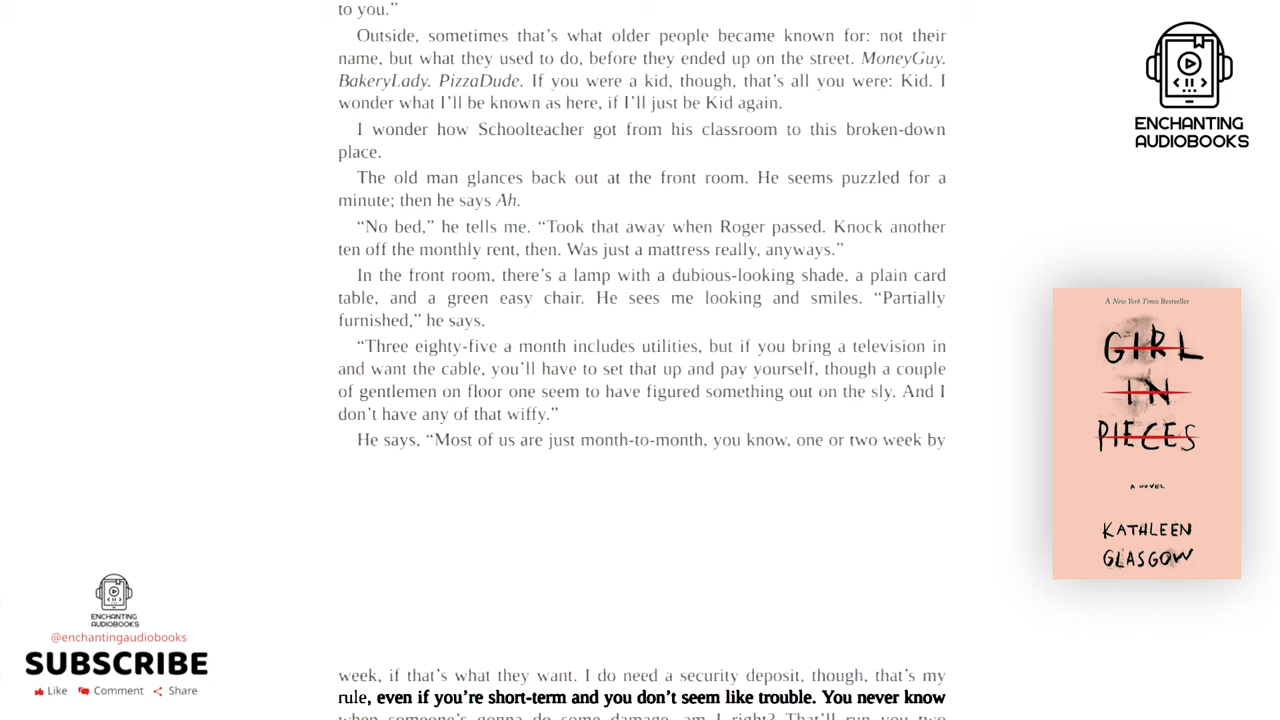 to you.”
Outside, sometimes that’s what older people became known for: not their
name, but what they used to do, before they ended up on the street. MoneyGuy.
BakeryLady. PizzaDude. If you were a kid, though, that’s all you were: Kid. I
wonder what I’ll be known as here, if I’ll just be Kid again.
I wonder how Schoolteacher got from his classroom to this broken-down
place.
The old man glances back out at the front room. He seems puzzled for a
minute; then he says Ah.
“No bed,” he tells me. “Took that away when Roger passed. Knock another
ten off the monthly rent, then. Was just a mattress really, anyways.”
In the front room, there’s a lamp with a dubious-looking shade, a plain card
table, and a green easy chair. He sees me looking and smiles. “Partially
furnished,” he says.
“Three eighty-five a month includes utilities, but if you bring a television in
and want the cable, you’ll have to set that up and pay yourself, though a couple
of gentlemen on floor one seem to have figured something out on the sly. And I
don’t have any of that wiffy.”
He says, “Most of us are just month-to-month, you know, one or two week by
week, if that’s what they want. I do need a security deposit, though, that’s my
rule, even if you’re short-term and you don’t seem like trouble. You never know
when someone’s gonna do some damage, am I right? That’ll run you two
ENCHANTING
AUDIOBOOKS
A New York Times Bestseller
GIRL
IN
PIECES
A NOVEL
KATHLEEN
GLASGOW
ENCHANTING
AUDIOBOOKS
@enchantingaudiobooks
SUBSCRIBE
Like Comment Share